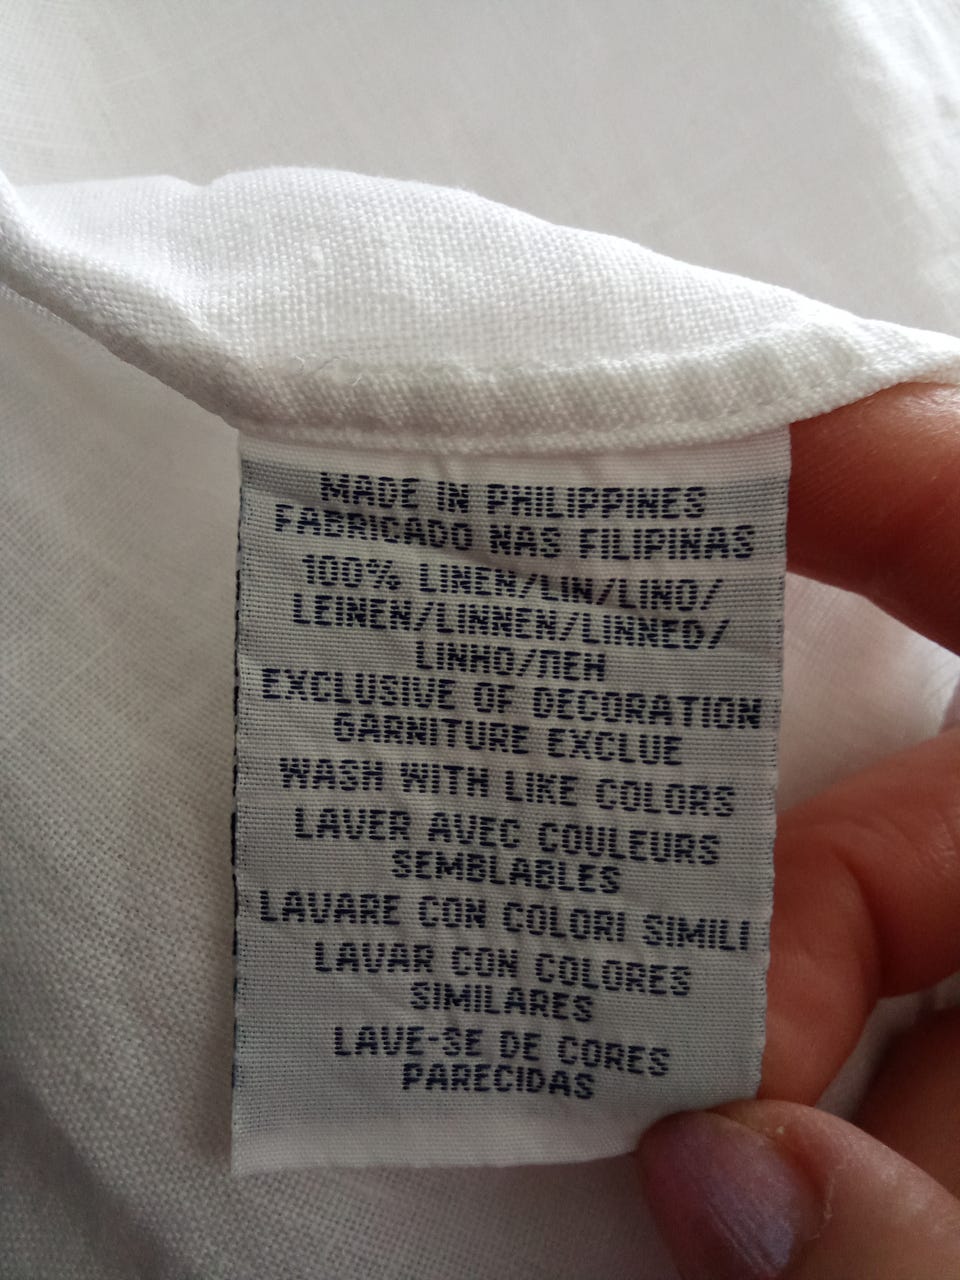 MADE IN PHILIPPINES
FABRICADO NAS FILIPINAS
100% LINEN/LIN/LINO/
LEINEN/LINNEN/LINNED/
LINHO/ЛЕН
EXCLUSIVE OF DECORATION
GARNITURE EXCLUE
WASH WITH LIKE COLORS
LAVER AVEC COULEURS
SEMBLABLES
LAVARE CON COLORI SIMILI
LAVAR CON COLORES
SIMILARES
LAVE-SE DE CORES
PARECIDAS